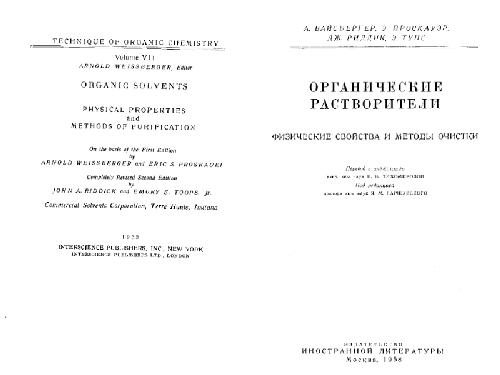 TECHNIQUE OF ORGANIC CHEMISTRY
Volume VII
ARNOLD WEISSBERGER, Editor
ORGANIC SOLVENTS
PHYSICAL PROPERTIES
and
METHODS OF PURIFICATION
On the basis of the First Edition
by
ARNOLD WEISSBERGER and ERIC S. PROSKAUER
Completely Revised Second Edition
by
JOHN A. RIDDICK and EMORY E. TOOPS, Jr.
Commercial Solvents Corporation, Terre Haute, Indiana
INTERSCIENCE PUBLISHERS, INC., NEW YORK
INTERSCIENCE PUBLISHERS LTD., LONDON
А. ВАЙСБЕРГЕР, Э. ПРОСКАУЭР,
ДЖ. РИДДИК, Э. ТУПС
ОРГАНИЧЕСКИЕ
РАСТВОРИТЕЛИ
ФИЗИЧЕСКИЕ СВОЙСТВА И МЕТОДЫ ОЧИСТКИ
Перевод с английского
Под редакцией
ИЗДАТЕЛЬСТВО
ИНОСТРАННОЙ ЛИТЕРАТУРЫ
Москва, 1958